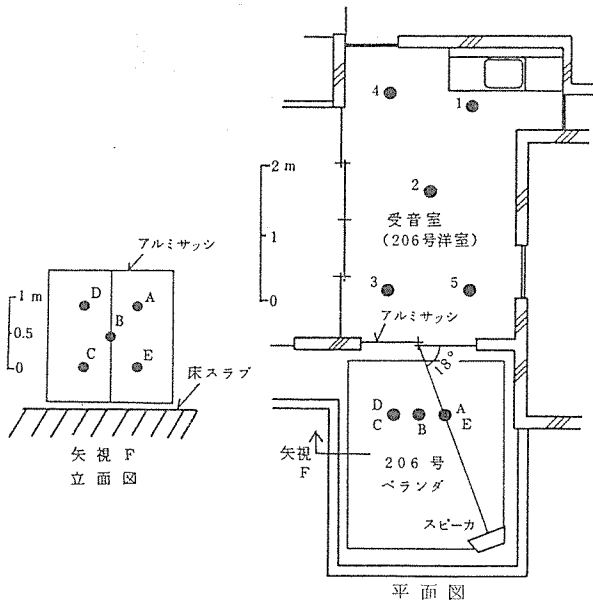 アルミサッシ
D
A
B
C
E
1 m
0.5
0
床スラブ
矢視 F
立面図
4
1
2 m
1
0
2
受音室
(206号洋室)
3
5
アルミサッシ
18°
D
C
B
A
E
矢視
F
206 号
ベランダ
スピーカ
平面図